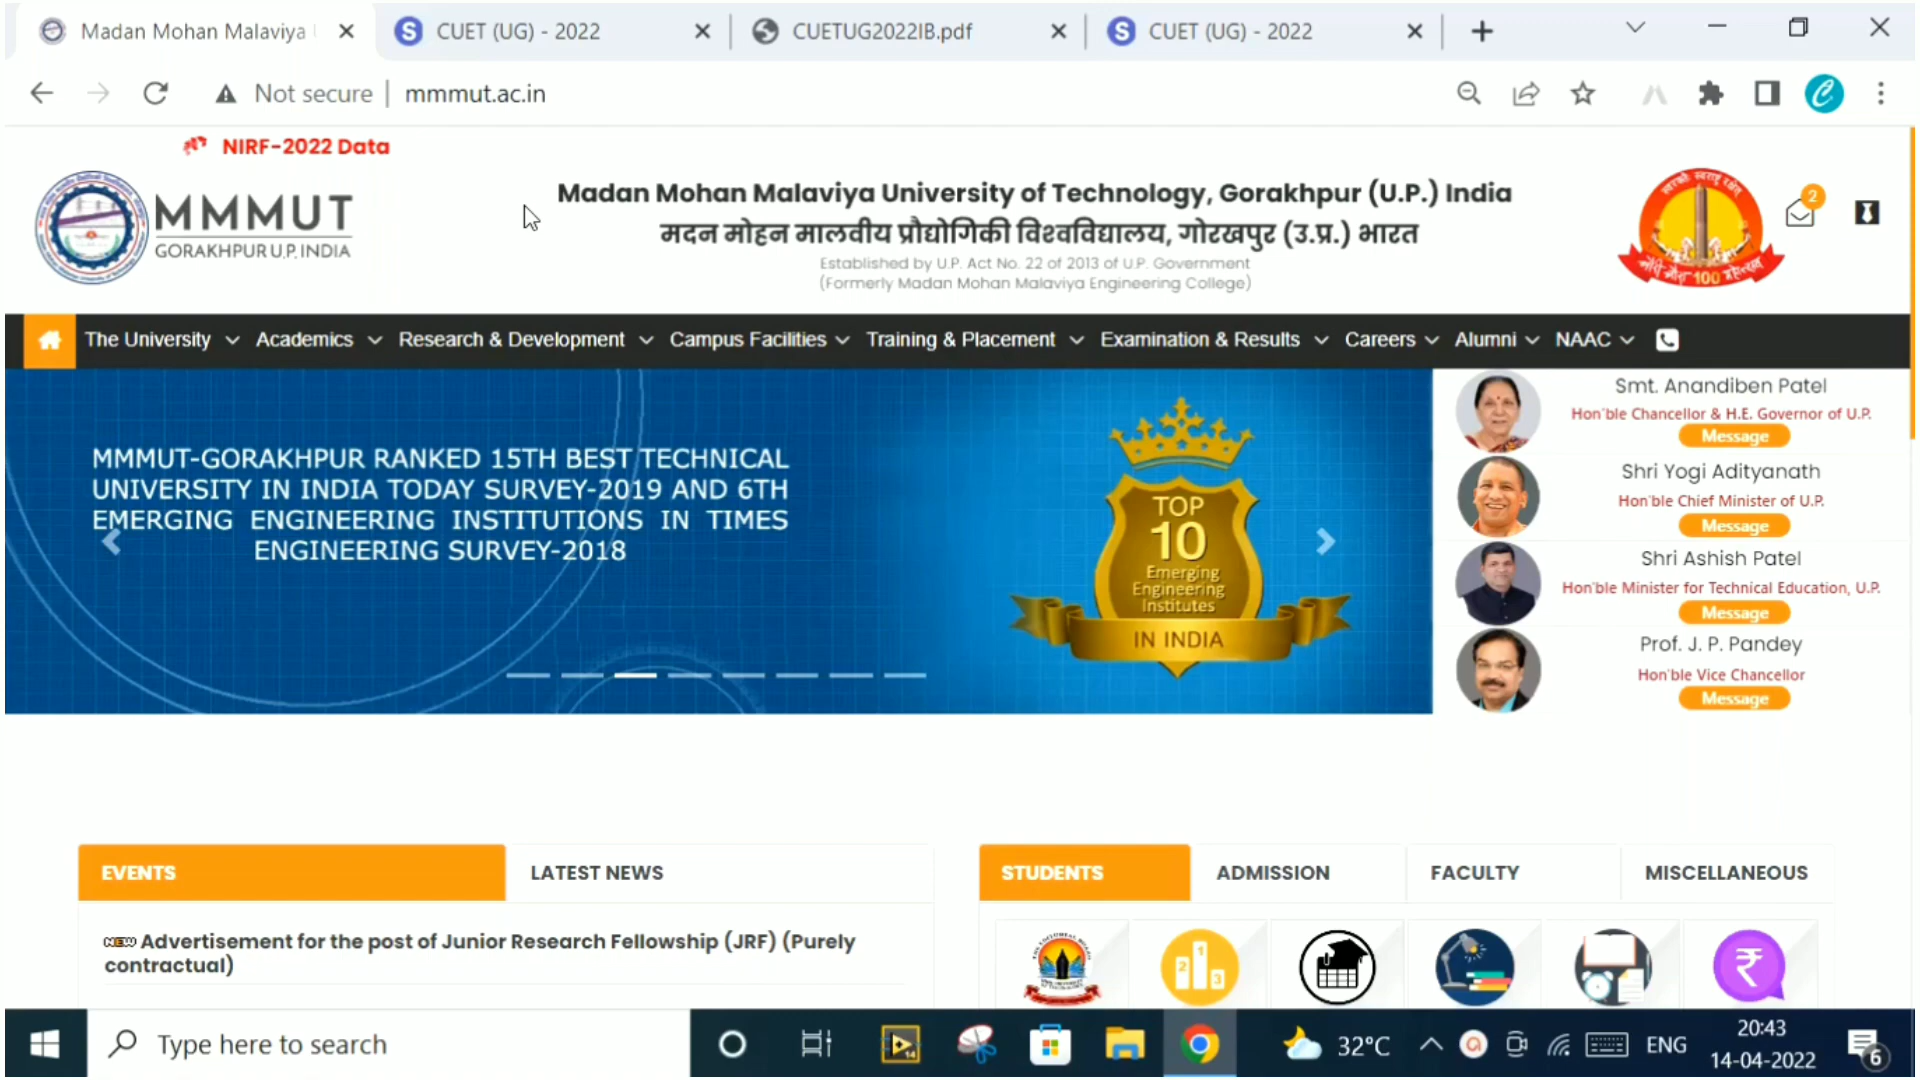 Madan Mohan Malaviya
CUET (UG) - 2022
CUETUG2022IB.pdf
CUET (UG) - 2022
Not secure
mmmut.ac.in
NIRF-2022 Data
MMMUT
GORAKHPUR U.P, INDIA
Madan Mohan Malaviya University of Technology, Gorakhpur (U.P.) India
मदन मोहन मालवीय प्रौद्योगिकी विश्वविद्यालय, गोरखपुर (उ.प्र.) भारत
Established by U.P. Act No. 22 of 2013 of U.P. Government
(Formerly Madan Mohan Malaviya Engineering College)
100
2
The University
Academics
Research & Development
Campus Facilities
Training & Placement
Examination & Results
Careers
Alumni
NAAC
MMMUT-GORAKHPUR RANKED 15TH BEST TECHNICAL
UNIVERSITY IN INDIA TODAY SURVEY-2019 AND 6TH
EMERGING ENGINEERING INSTITUTIONS IN TIMES
ENGINEERING SURVEY-2018
TOP
10
Emerging
Engineering
Institutes
IN INDIA
Smt. Anandiben Patel
Hon'ble Chancellor & H.E. Governor of U.P.
Message
Shri Yogi Adityanath
Hon'ble Chief Minister of U.P.
Message
Shri Ashish Patel
Hon'ble Minister for Technical Education, U.P.
Message
Prof. J. P. Pandey
Hon'ble Vice Chancellor
Message
EVENTS
LATEST NEWS
NEW Advertisement for the post of Junior Research Fellowship (JRF) (Purely
contractual)
STUDENTS
ADMISSION
FACULTY
MISCELLANEOUS
2 1 3
₹
Type here to search
14
32°C
ENG
20:43
14-04-2022
6